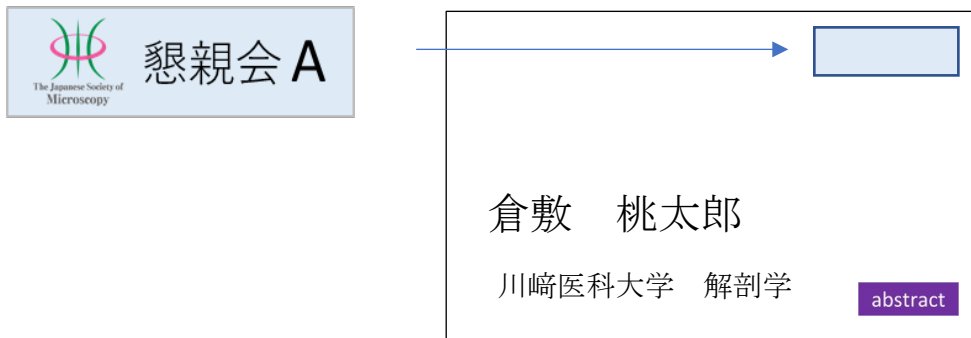 The Japanese Society of
Microscopy
懇親会 A
倉敷　桃太郎
川﨑医科大学　解剖学
abstract